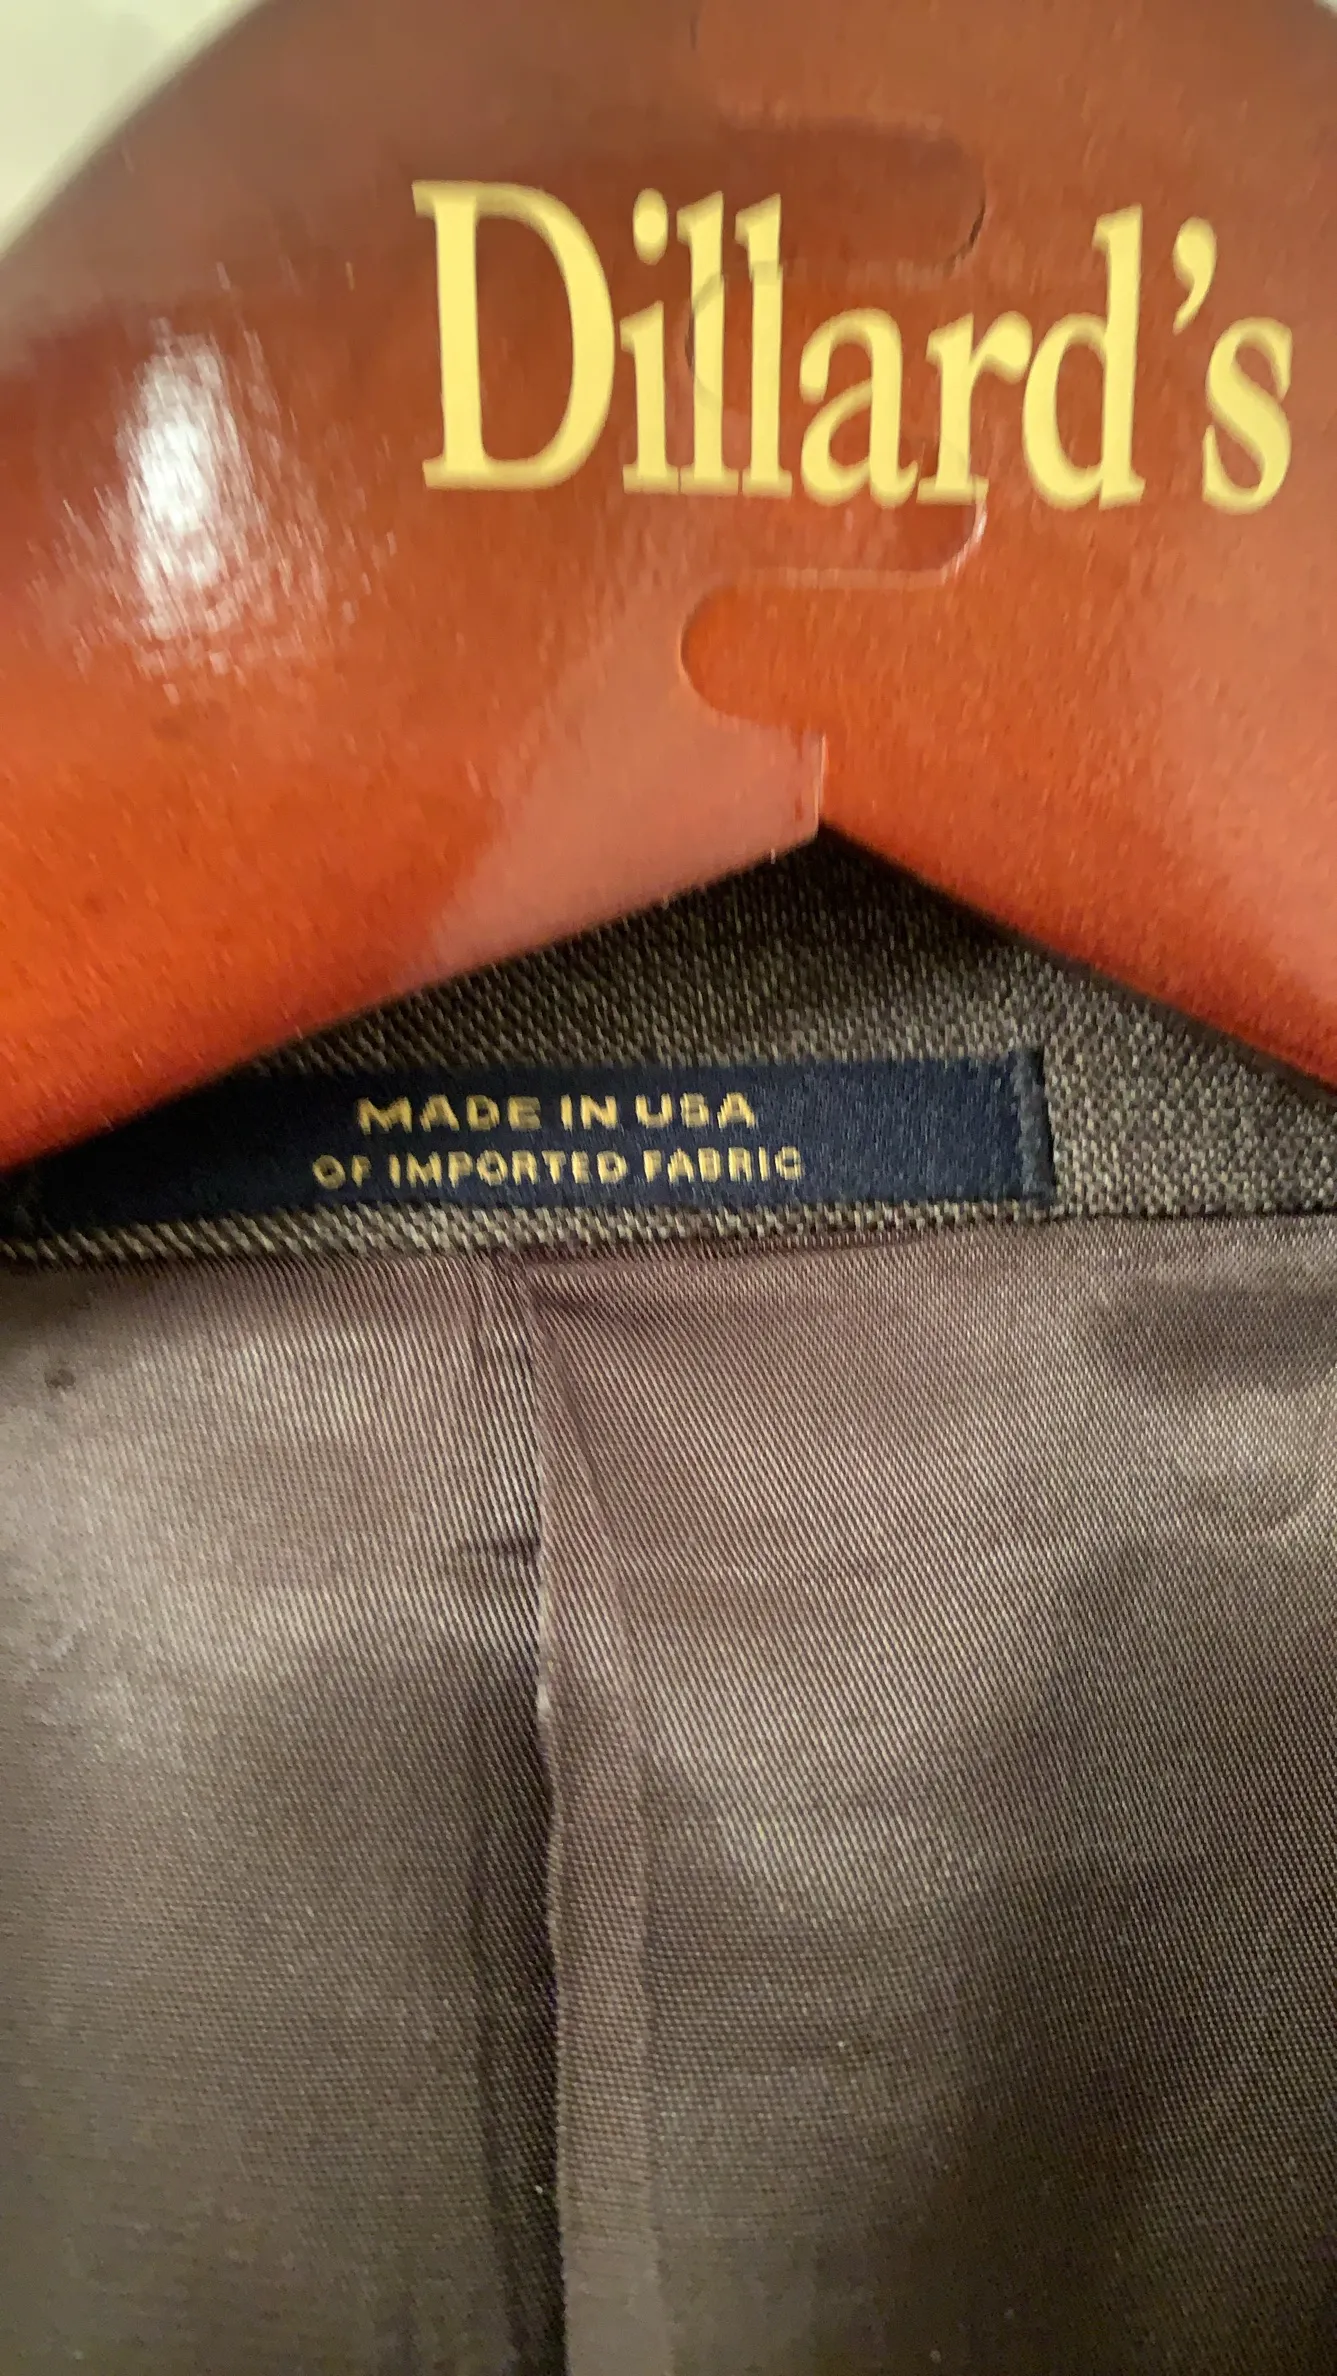 Dillard's
MADE IN USA
OF IMPORTED FABRIC